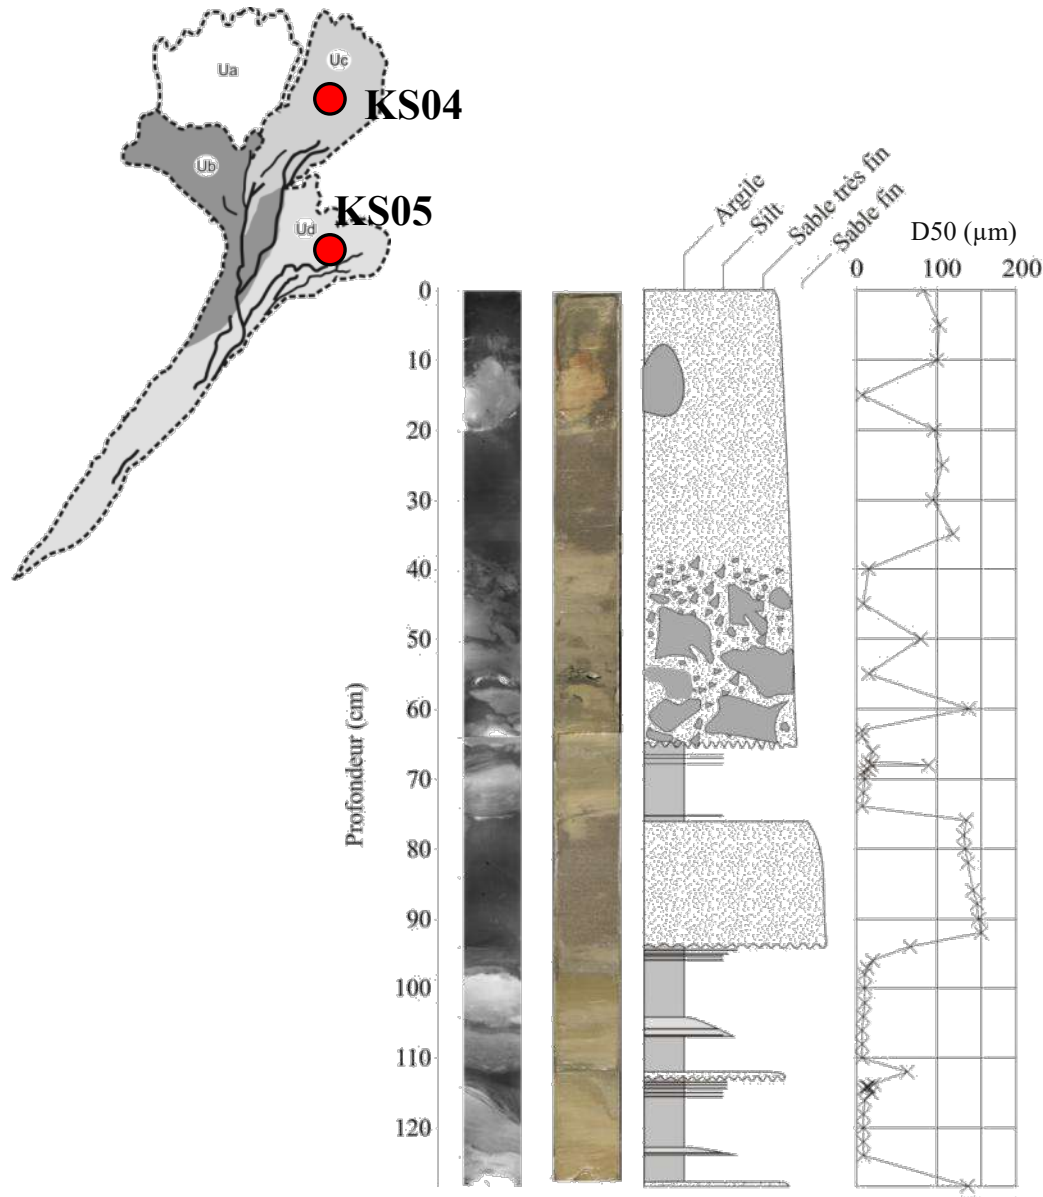 Ua
Uc
KS04
Ub
KS05
Ud
Argile
Silt
Sable très fin
Sable fin
D50 (µm)
0 100 200
Profondeur (cm)
0
10
20
30
40
50
60
70
80
90
100
110
120